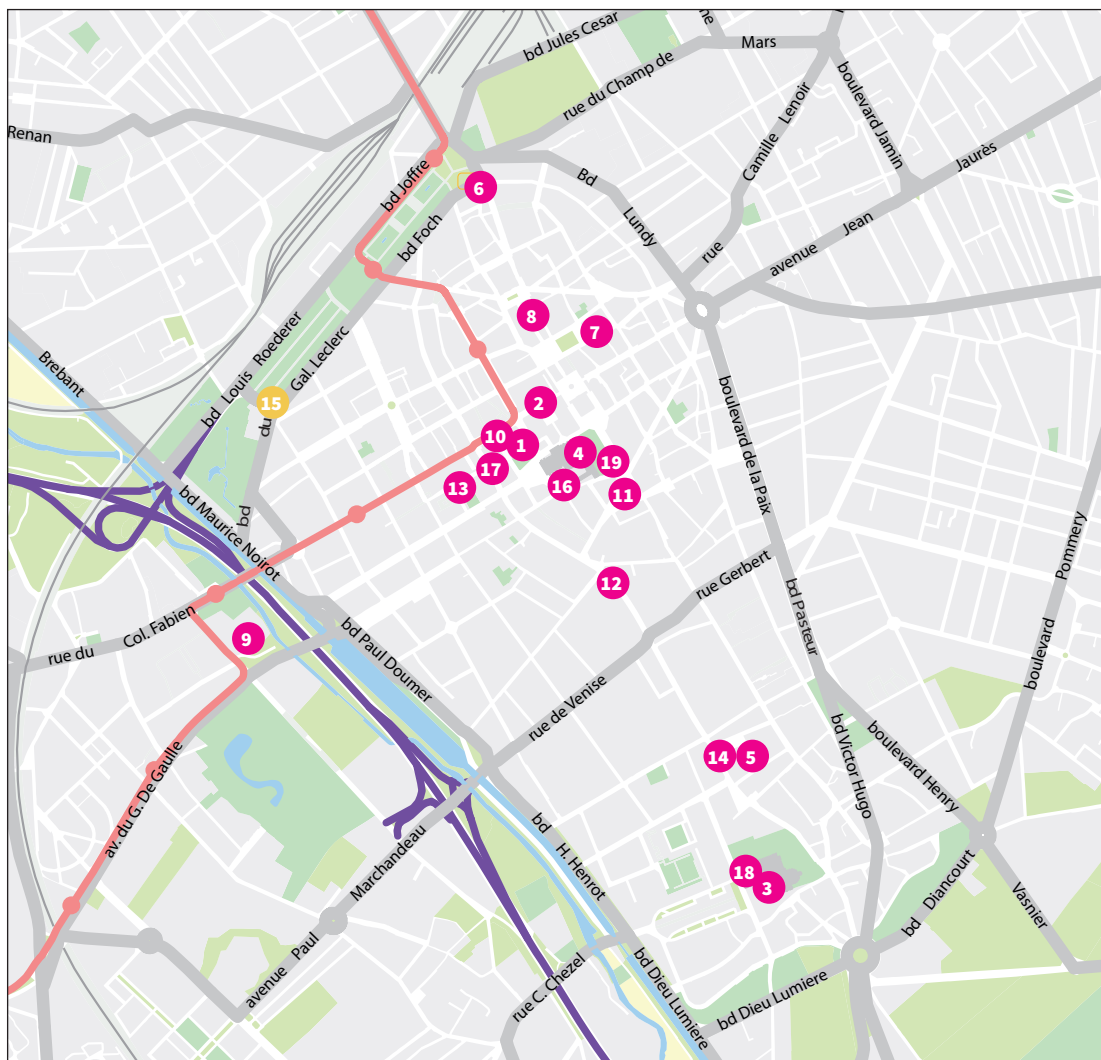 ne
bd Jules Cesar
Mars
rue du Champ de
boulevard Jamin
Camille Lenoir
rue
Renan
Jaurès
Jean
avenue
bd Joffre
6
Bd
Lundy
bd Foch
8
7
bd Louis Roederer
Gal. Leclerc
du
bd
15
Brebant
2
10
1
4
19
17
16
11
13
boulevard de la Paix
bd Maurice Noirot
12
rue Gerbert
bd Pasteur
boulevard Pommery
rue du Col. Fabien
9
bd Paul Doumer
rue de Venise
14
5
bd Victor Hugo
boulevard Henry
Vasnier
av. du G. De Gaulle
Marchandeau
Paul
avenue
bd H. Henrot
18
3
bd Diancourt
rue C. Chezel
bd Dieu Lumiere
bd Dieu Lumiere